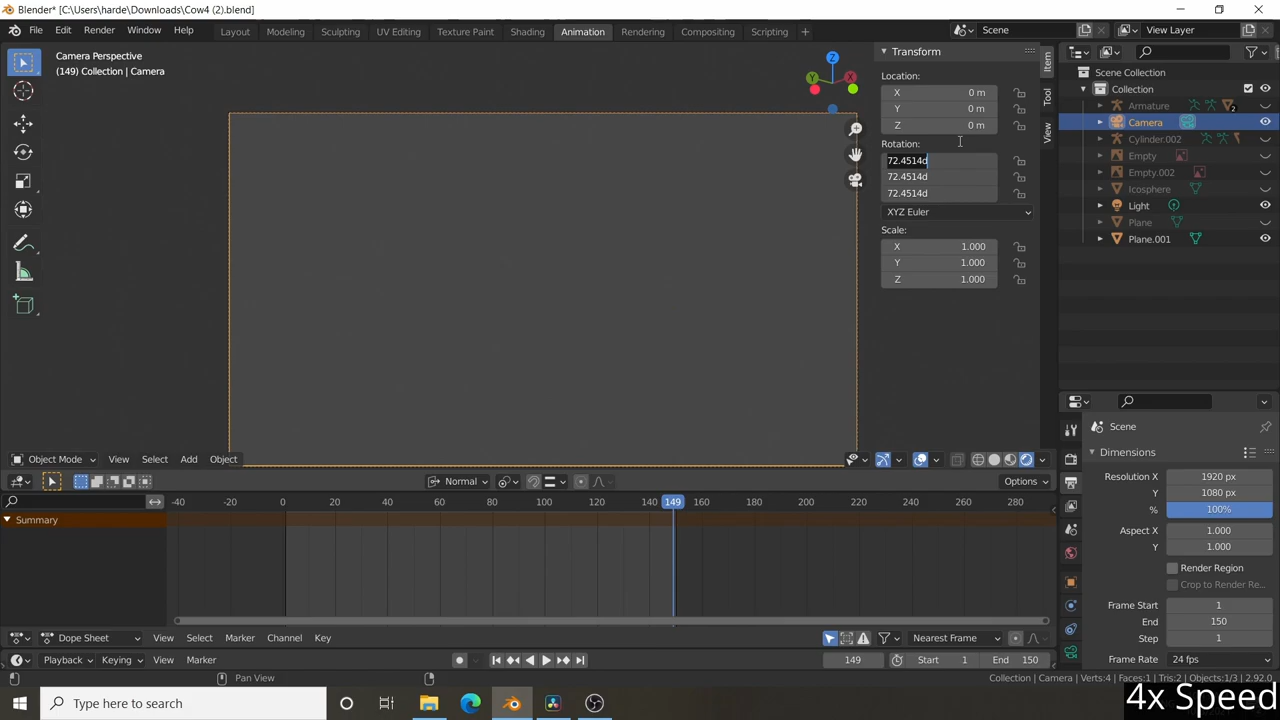 Blender* [C:\Users\harde\Downloads\Cow4 (2).blend]
File Edit Render Window Help Layout Modeling Sculpting UV Editing Texture Paint Shading Animation Rendering Compositing Scripting + Scene View Layer
Camera Perspective
(149) Collection | Camera
Z
Y X
Transform
Location:
X 0 m
Y 0 m
Z 0 m
Rotation:
72.4514d
72.4514d
72.4514d
XYZ Euler
Scale:
X 1.000
Y 1.000
Z 1.000
Item
Tool
View
Scene Collection
Collection
Armature 2
Camera
Cylinder.002
Empty
Empty.002
Icosphere
Light
Plane
Plane.001
Scene
Dimensions
Resolution X 1920 px
Y 1080 px
% 100%
Aspect X 1.000
Y 1.000
Render Region
Crop to Render Re...
Frame Start 1
End 150
Step 1
Frame Rate 24 fps
Object Mode View Select Add Object
Normal Options
-40 -20 0 20 40 60 80 100 120 140 149 160 180 200 220 240 260 280
Summary
Dope Sheet View Select Marker Channel Key Nearest Frame
Playback Keying View Marker 149 Start 1 End 150
Pan View Collection | Camera | Verts:4 | Faces:1 | Tris:2 | Objects:1/3 | 2.92.0
Type here to search
4x Speed